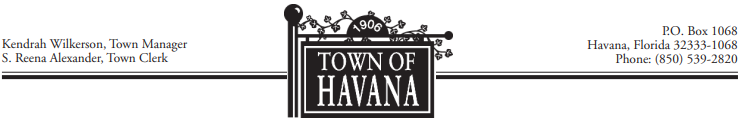 Kendrah Wilkerson, Town Manager
S. Reena Alexander, Town Clerk
1906
TOWN OF
HAVANA
P.O. Box 1068
Havana, Florida 32333-1068
Phone: (850) 539-2820